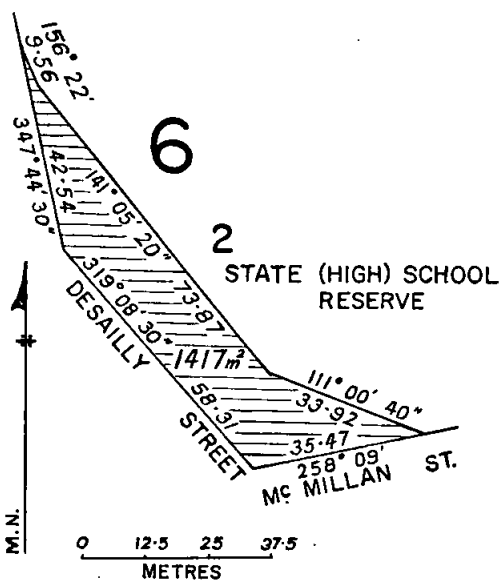 156° 22'
9·56
347° 44' 30"
42·54
6
141° 05' 20"
73·87
2
STATE (HIGH) SCHOOL
RESERVE
319° 08' 30"
DESAILLY
STREET
58·31
1417m²
111° 00' 40"
33·92
35·47
258° 09'
Mc MILLAN ST.
M.N.
0 12·5 25 37·5
METRES